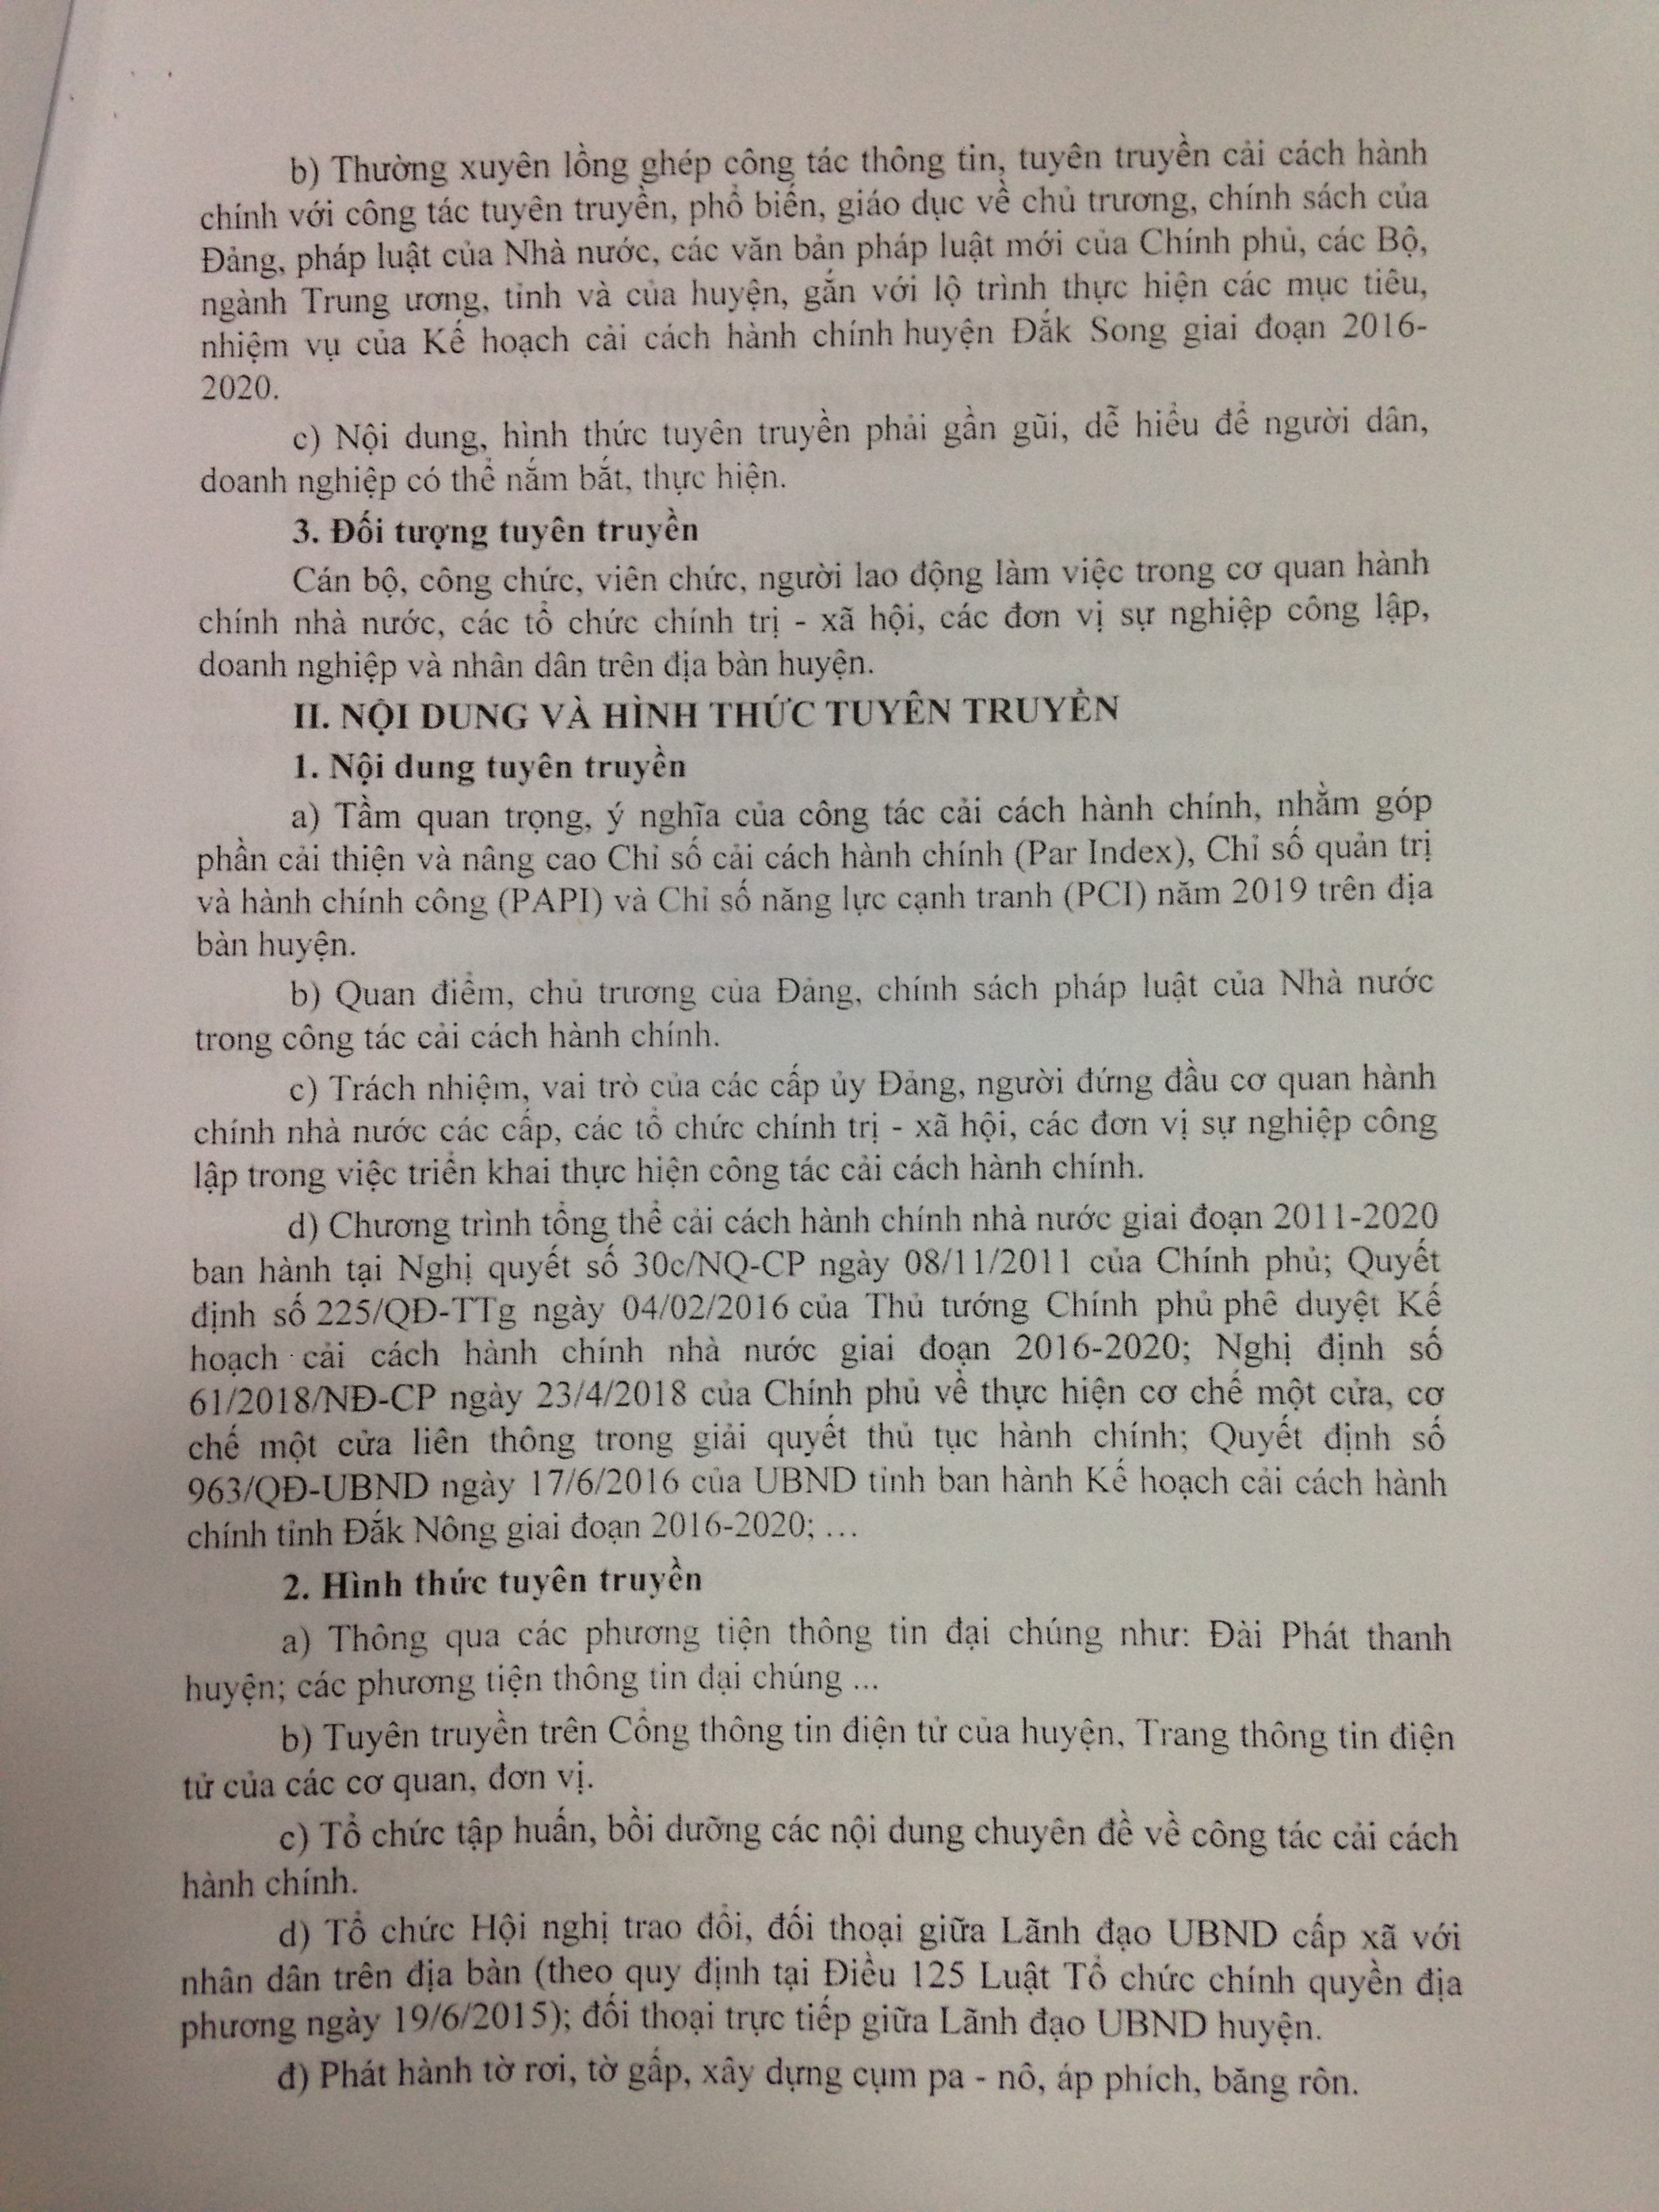 b) Thường xuyên lồng ghép công tác thông tin, tuyên truyền cải cách hành
chính với công tác tuyên truyền, phổ biến, giáo dục về chủ trương, chính sách của
Đảng, pháp luật của Nhà nước, các văn bản pháp luật mới của Chính phủ, các Bộ,
ngành Trung ương, tỉnh và của huyện, gắn với lộ trình thực hiện các mục tiêu,
nhiệm vụ của Kế hoạch cải cách hành chính huyện Đắk Song giai đoạn 2016-
2020.
c) Nội dung, hình thức tuyên truyền phải gần gũi, dễ hiểu để người dân,
doanh nghiệp có thể nắm bắt, thực hiện.
3. Đối tượng tuyên truyền
Cán bộ, công chức, viên chức, người lao động làm việc trong cơ quan hành
chính nhà nước, các tổ chức chính trị - xã hội, các đơn vị sự nghiệp công lập,
doanh nghiệp và nhân dân trên địa bàn huyện.
II. NỘI DUNG VÀ HÌNH THỨC TUYÊN TRUYỀN
1. Nội dung tuyên truyền
a) Tầm quan trọng, ý nghĩa của công tác cải cách hành chính, nhằm góp
phần cải thiện và nâng cao Chỉ số cải cách hành chính (Par Index), Chỉ số quản trị
và hành chính công (PAPI) và Chỉ số năng lực cạnh tranh (PCI) năm 2019 trên địa
bàn huyện.
b) Quan điểm, chủ trương của Đảng, chính sách pháp luật của Nhà nước
trong công tác cải cách hành chính.
c) Trách nhiệm, vai trò của các cấp ủy Đảng, người đứng đầu cơ quan hành
chính nhà nước các cấp, các tổ chức chính trị - xã hội, các đơn vị sự nghiệp công
lập trong việc triển khai thực hiện công tác cải cách hành chính.
d) Chương trình tổng thể cải cách hành chính nhà nước giai đoạn 2011-2020
ban hành tại Nghị quyết số 30c/NQ-CP ngày 08/11/2011 của Chính phủ; Quyết
định số 225/QĐ-TTg ngày 04/02/2016 của Thủ tướng Chính phủ phê duyệt Kế
hoạch cải cách hành chính nhà nước giai đoạn 2016-2020; Nghị định số
61/2018/NĐ-CP ngày 23/4/2018 của Chính phủ về thực hiện cơ chế một cửa, cơ
chế một cửa liên thông trong giải quyết thủ tục hành chính; Quyết định số
963/QĐ-UBND ngày 17/6/2016 của UBND tỉnh ban hành Kế hoạch cải cách hành
chính tỉnh Đắk Nông giai đoạn 2016-2020; ...
2. Hình thức tuyên truyền
a) Thông qua các phương tiện thông tin đại chúng như: Đài Phát thanh
huyện; các phương tiện thông tin đại chúng ...
b) Tuyên truyền trên Cổng thông tin điện tử của huyện, Trang thông tin điện
tử của các cơ quan, đơn vị.
c) Tổ chức tập huấn, bồi dưỡng các nội dung chuyên đề về công tác cải cách
hành chính.
d) Tổ chức Hội nghị trao đổi, đối thoại giữa Lãnh đạo UBND cấp xã với
nhân dân trên địa bàn (theo quy định tại Điều 125 Luật Tổ chức chính quyền địa
phương ngày 19/6/2015); đối thoại trực tiếp giữa Lãnh đạo UBND huyện.
đ) Phát hành tờ rơi, tờ gấp, xây dựng cụm pa - nô, áp phích, băng rôn.